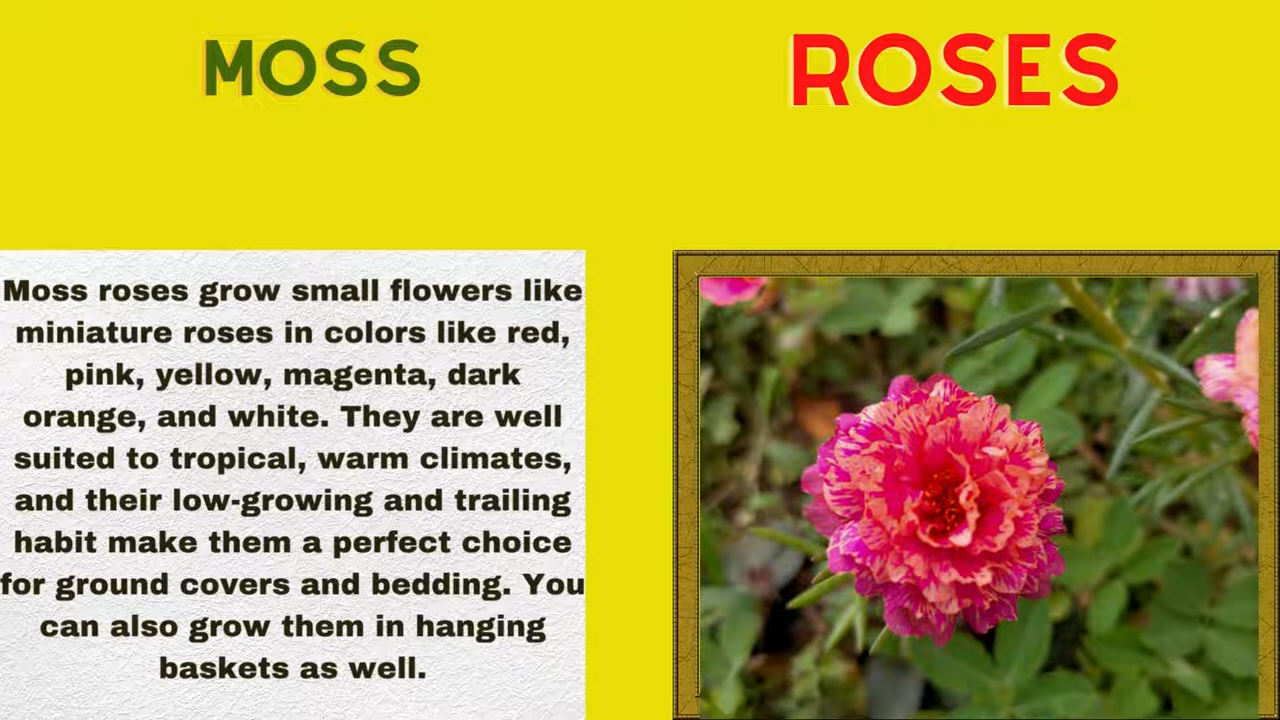 MOSS ROSES
Moss roses grow small flowers like
miniature roses in colors like red,
pink, yellow, magenta, dark
orange, and white. They are well
suited to tropical, warm climates,
and their low-growing and trailing
habit make them a perfect choice
for ground covers and bedding. You
can also grow them in hanging
baskets as well.